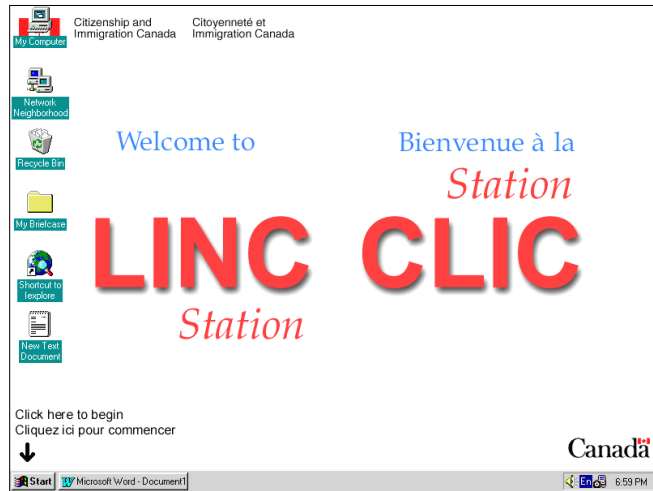 Citizenship and
Immigration Canada
Citoyenneté et
Immigration Canada
My Computer
Network
Neighborhood
Recycle Bin
My Briefcase
Shortcut to
Iexplore
New Text
Document
Welcome to
LINC
Station
Bienvenue à la
Station
CLIC
Click here to begin
Cliquez ici pour commencer
Canada
Start
Microsoft Word - Document1
En
6:59 PM